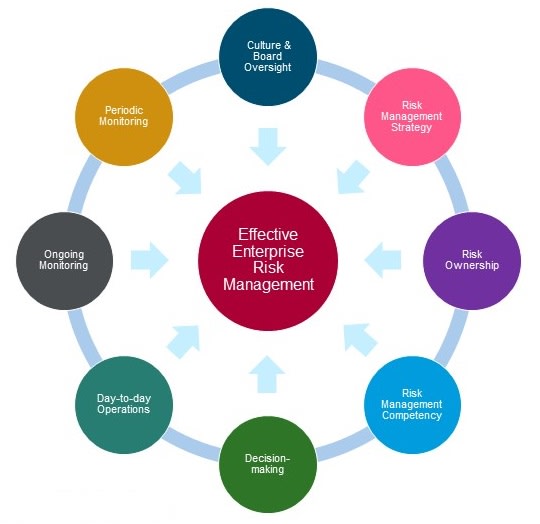 Culture &
Board
Oversight
Risk
Management
Strategy
Risk
Ownership
Risk
Management
Competency
Decision-
making
Day-to-day
Operations
Ongoing
Monitoring
Periodic
Monitoring
Effective
Enterprise
Risk
Management